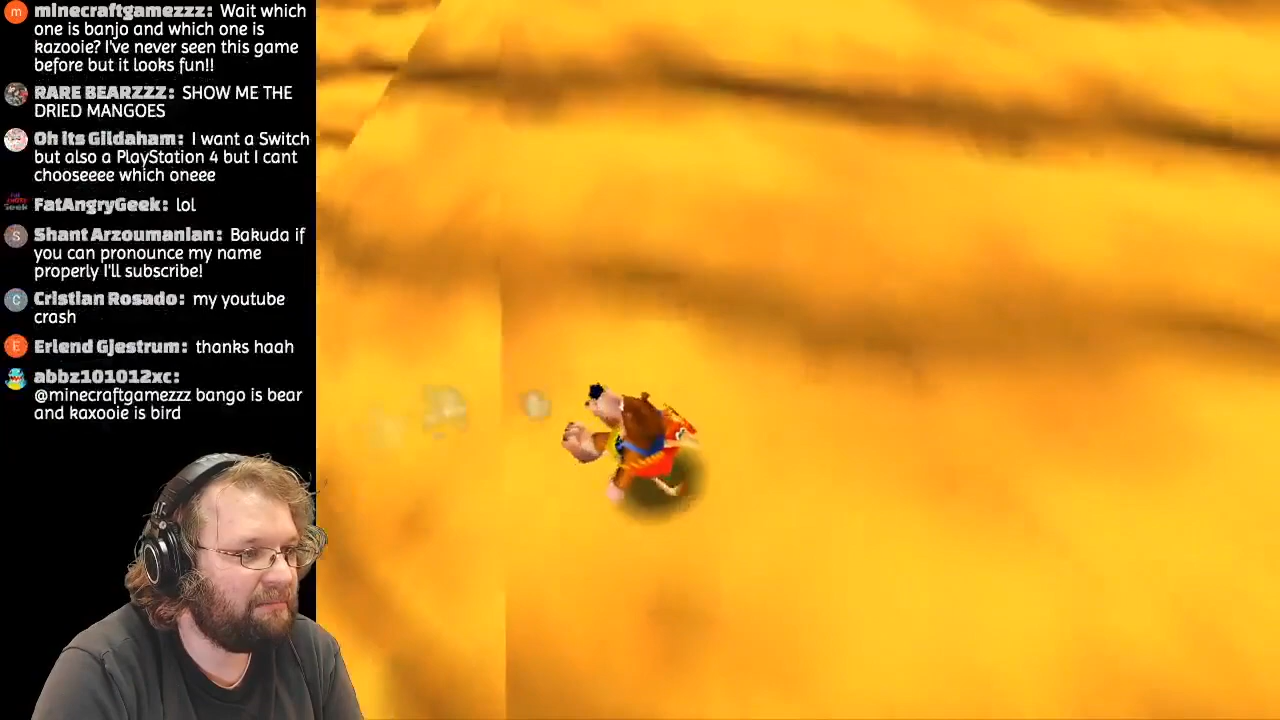 minecraftgamezzz: Wait which
one is banjo and which one is
kazooie? I've never seen this game
before but it looks fun!!
RARE BEARZZZ: SHOW ME THE
DRIED MANGOES
Oh its Gildaham: I want a Switch
but also a PlayStation 4 but I cant
chooseeee which oneee
FatAngryGeek: lol
Shant Arzoumanian: Bakuda if
you can pronounce my name
properly I'll subscribe!
Cristian Rosado: my youtube
crash
Erlend Gjestrum: thanks haah
abbz101012xc:
@minecraftgamezzz bango is bear
and kaxooie is bird